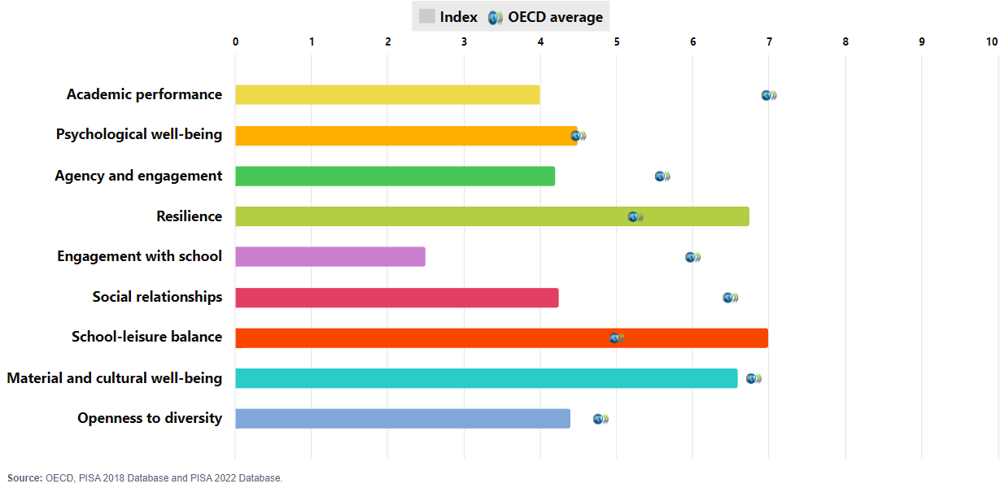 Index OECD average
0 1 2 3 4 5 6 7 8 9 10
Academic performance
Psychological well-being
Agency and engagement
Resilience
Engagement with school
Social relationships
School-leisure balance
Material and cultural well-being
Openness to diversity
Source: OECD, PISA 2018 Database and PISA 2022 Database.